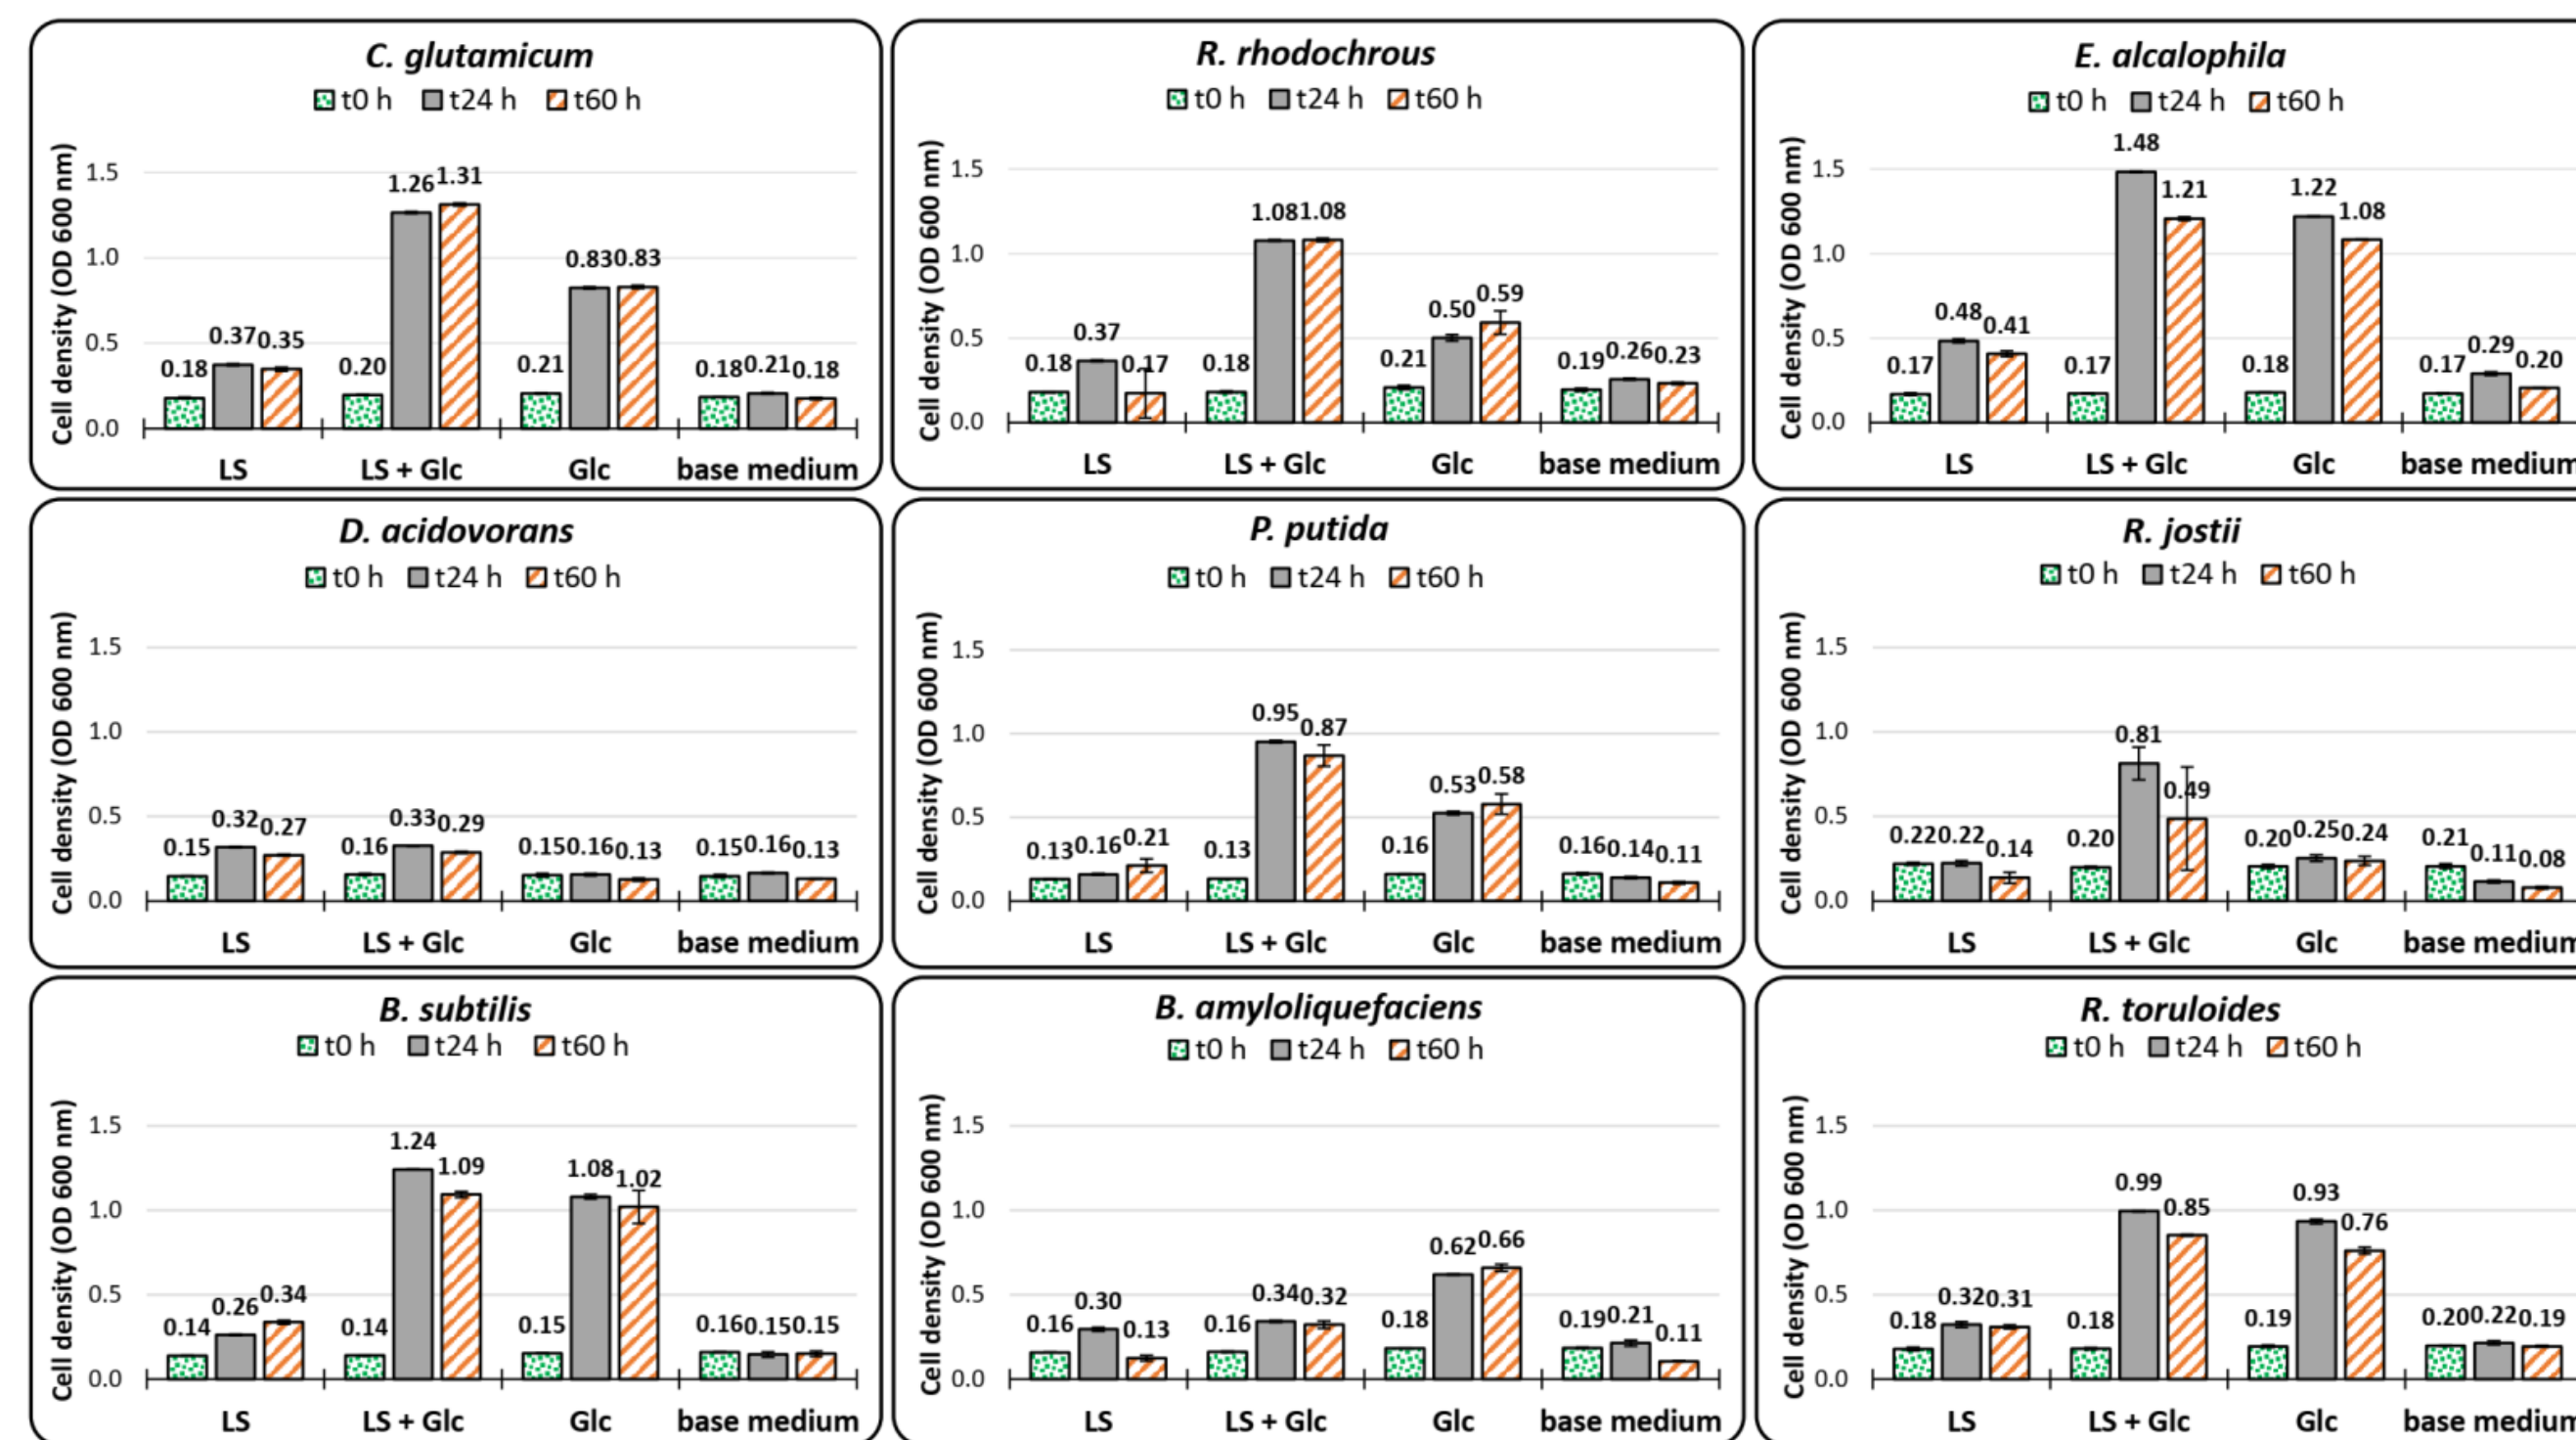 C. glutamicum
t0 h t24 h t60 h
Cell density (OD 600 nm)
1.5
1.0
0.5
0.0
0.18 0.37 0.35
0.20 1.26 1.31
0.21 0.83 0.83
0.18 0.21 0.18
LS LS + Glc Glc base medium
R. rhodochrous
t0 h t24 h t60 h
Cell density (OD 600 nm)
1.5
1.0
0.5
0.0
0.18 0.37 0.17
0.18 1.08 1.08
0.21 0.50 0.59
0.19 0.26 0.23
LS LS + Glc Glc base medium
E. alcalophila
t0 h t24 h t60 h
Cell density (OD 600 nm)
1.5
1.0
0.5
0.0
0.17 0.48 0.41
0.17 1.48 1.21
0.18 1.22 1.08
0.17 0.29 0.20
LS LS + Glc Glc base medium
D. acidovorans
t0 h t24 h t60 h
Cell density (OD 600 nm)
1.5
1.0
0.5
0.0
0.15 0.32 0.27
0.16 0.33 0.29
0.15 0.16 0.13
0.15 0.16 0.13
LS LS + Glc Glc base medium
P. putida
t0 h t24 h t60 h
Cell density (OD 600 nm)
1.5
1.0
0.5
0.0
0.13 0.16 0.21
0.13 0.95 0.87
0.16 0.53 0.58
0.16 0.14 0.11
LS LS + Glc Glc base medium
R. jostii
t0 h t24 h t60 h
Cell density (OD 600 nm)
1.5
1.0
0.5
0.0
0.22 0.22 0.14
0.20 0.81 0.49
0.20 0.25 0.24
0.21 0.11 0.08
LS LS + Glc Glc base medium
B. subtilis
t0 h t24 h t60 h
Cell density (OD 600 nm)
1.5
1.0
0.5
0.0
0.14 0.26 0.34
0.14 1.24 1.09
0.15 1.08 1.02
0.16 0.15 0.15
LS LS + Glc Glc base medium
B. amyloliquefaciens
t0 h t24 h t60 h
Cell density (OD 600 nm)
1.5
1.0
0.5
0.0
0.16 0.30 0.13
0.16 0.34 0.32
0.18 0.62 0.66
0.19 0.21 0.11
LS LS + Glc Glc base medium
R. toruloides
t0 h t24 h t60 h
Cell density (OD 600 nm)
1.5
1.0
0.5
0.0
0.18 0.32 0.31
0.18 0.99 0.85
0.19 0.93 0.76
0.20 0.22 0.19
LS LS + Glc Glc base medium